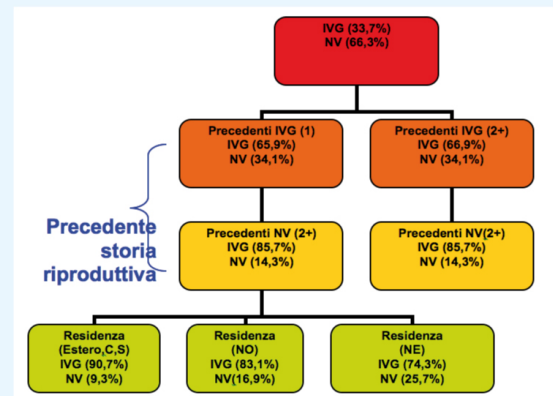 IVG (33,7%)
NV (66,3%)
Precedenti IVG (1)
IVG (65,9%)
NV (34,1%)
Precedenti IVG (2+)
IVG (66,9%)
NV (34,1%)
Precedente
storia
riproduttiva
Precedenti NV (2+)
IVG (85,7%)
NV (14,3%)
Precedenti NV(2+)
IVG (85,7%)
NV (14,3%)
Residenza
(Estero,C,S)
IVG (90,7%)
NV (9,3%)
Residenza
(NO)
IVG (83,1%)
NV(16,9%)
Residenza
(NE)
IVG (74,3%)
NV (25,7%)